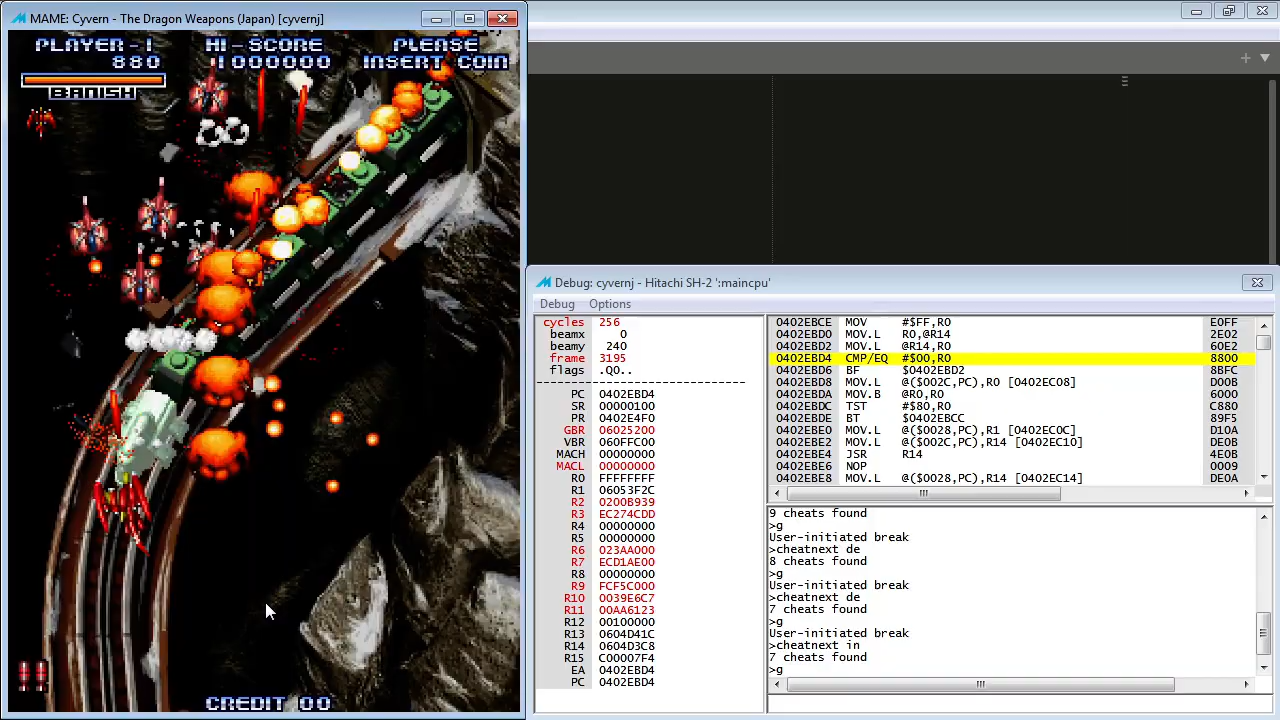 MAME: Cyvern - The Dragon Weapons (Japan) [cyvernj]
PLAYER-1 HI-SCORE PLEASE
880 1000000 INSERT COIN
BANISH
CREDIT 00
Debug: cyvernj - Hitachi SH-2 ':maincpu'
Debug Options
cycles 256
beamx 0
beamy 240
frame 3195
flags .QO..
PC 0402EBD4
SR 00000100
PR 0402E4F0
GBR 06025200
VBR 060FFC00
MACH 00000000
MACL 00000000
R0 FFFFFFFF
R1 06053F2C
R2 0200B939
R3 EC274CDD
R4 00000000
R5 00000000
R6 023AA000
R7 ECD1AE00
R8 00000000
R9 FCF5C000
R10 0039E6C7
R11 00AA6123
R12 00100000
R13 0604D41C
R14 0604D3C8
R15 C00007F4
EA 0402EBD4
PC 0402EBD4
0402EBCE MOV #$FF,R0 E0FF
0402EBD0 MOV.L R0,@R14 2E02
0402EBD2 MOV.L @R14,R0 60E2
0402EBD4 CMP/EQ #$00,R0 8800
0402EBD6 BF $0402EBD2 8BFC
0402EBD8 MOV.L @($002C,PC),R0 [0402EC08] D00B
0402EBDA MOV.B @R0,R0 6000
0402EBDC TST #$80,R0 C880
0402EBDE BT $0402EBCC 89F5
0402EBE0 MOV.L @($0028,PC),R1 [0402EC0C] D10A
0402EBE2 MOV.L @($002C,PC),R14 [0402EC10] DE0B
0402EBE4 JSR R14 4E0B
0402EBE6 NOP 0009
0402EBE8 MOV.L @($0028,PC),R14 [0402EC14] DE0A
9 cheats found
>g
User-initiated break
>cheatnext de
8 cheats found
>g
User-initiated break
>cheatnext de
7 cheats found
>g
User-initiated break
>cheatnext in
7 cheats found
>g